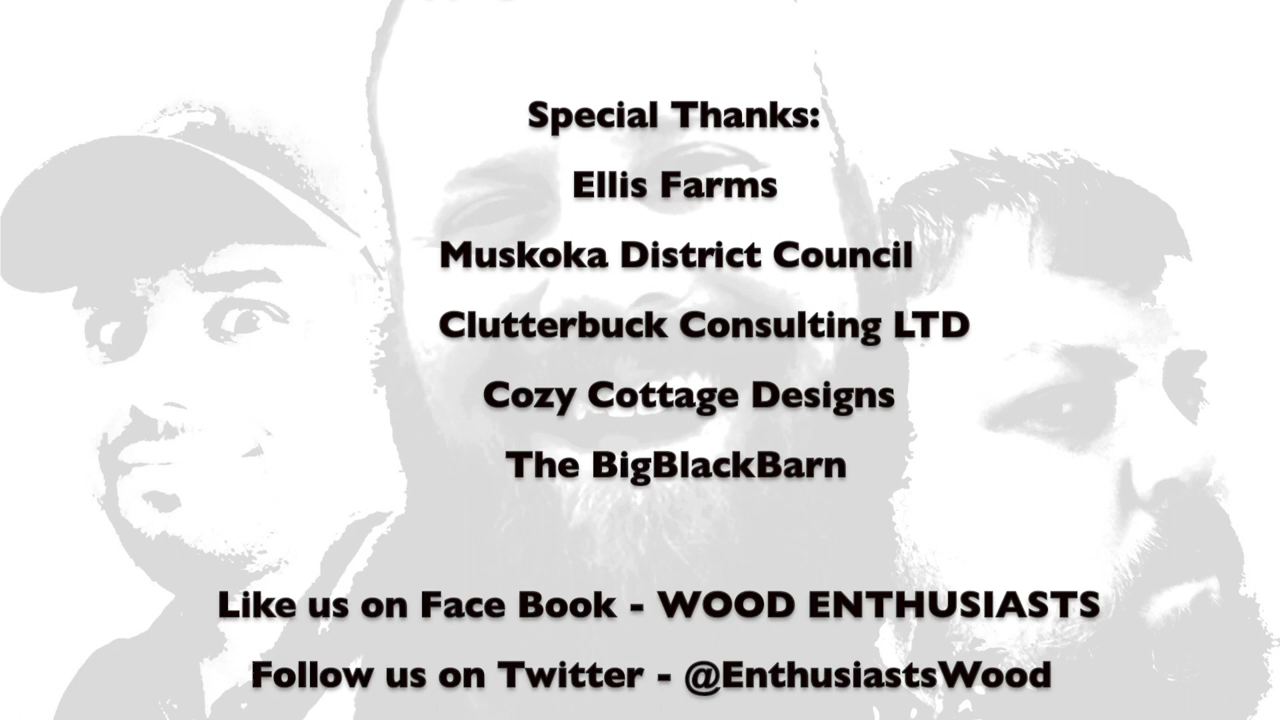 Special Thanks:
Ellis Farms
Muskoka District Council
Clutterbuck Consulting LTD
Cozy Cottage Designs
The BigBlackBarn
Like us on Face Book - WOOD ENTHUSIASTS
Follow us on Twitter - @EnthusiastsWood